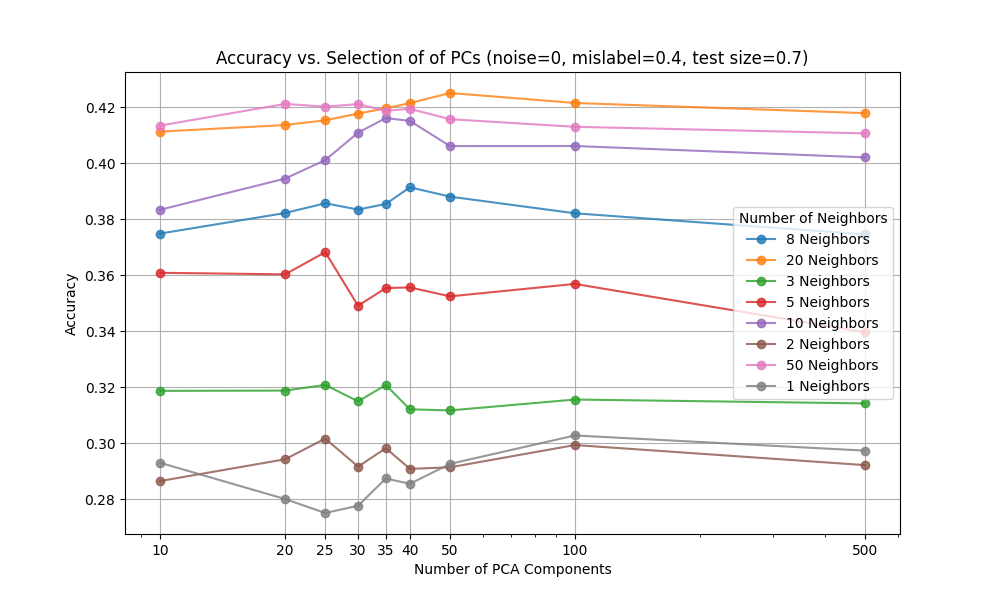 Accuracy vs. Selection of of PCs (noise=0, mislabel=0.4, test size=0.7)
Accuracy
0.42
0.40
0.38
0.36
0.34
0.32
0.30
0.28
Number of Neighbors
8 Neighbors
20 Neighbors
3 Neighbors
5 Neighbors
10 Neighbors
2 Neighbors
50 Neighbors
1 Neighbors
10 20 25 30 35 40 50 100 500
Number of PCA Components